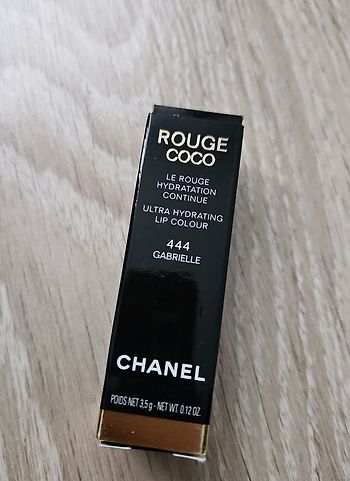 ROUGE
COCO
LE ROUGE
HYDRATATION
CONTINUE
ULTRA HYDRATING
LIP COLOUR
444
GABRIELLE
CHANEL
POIDS NET 3,5 g - NET WT. 0.12 OZ.